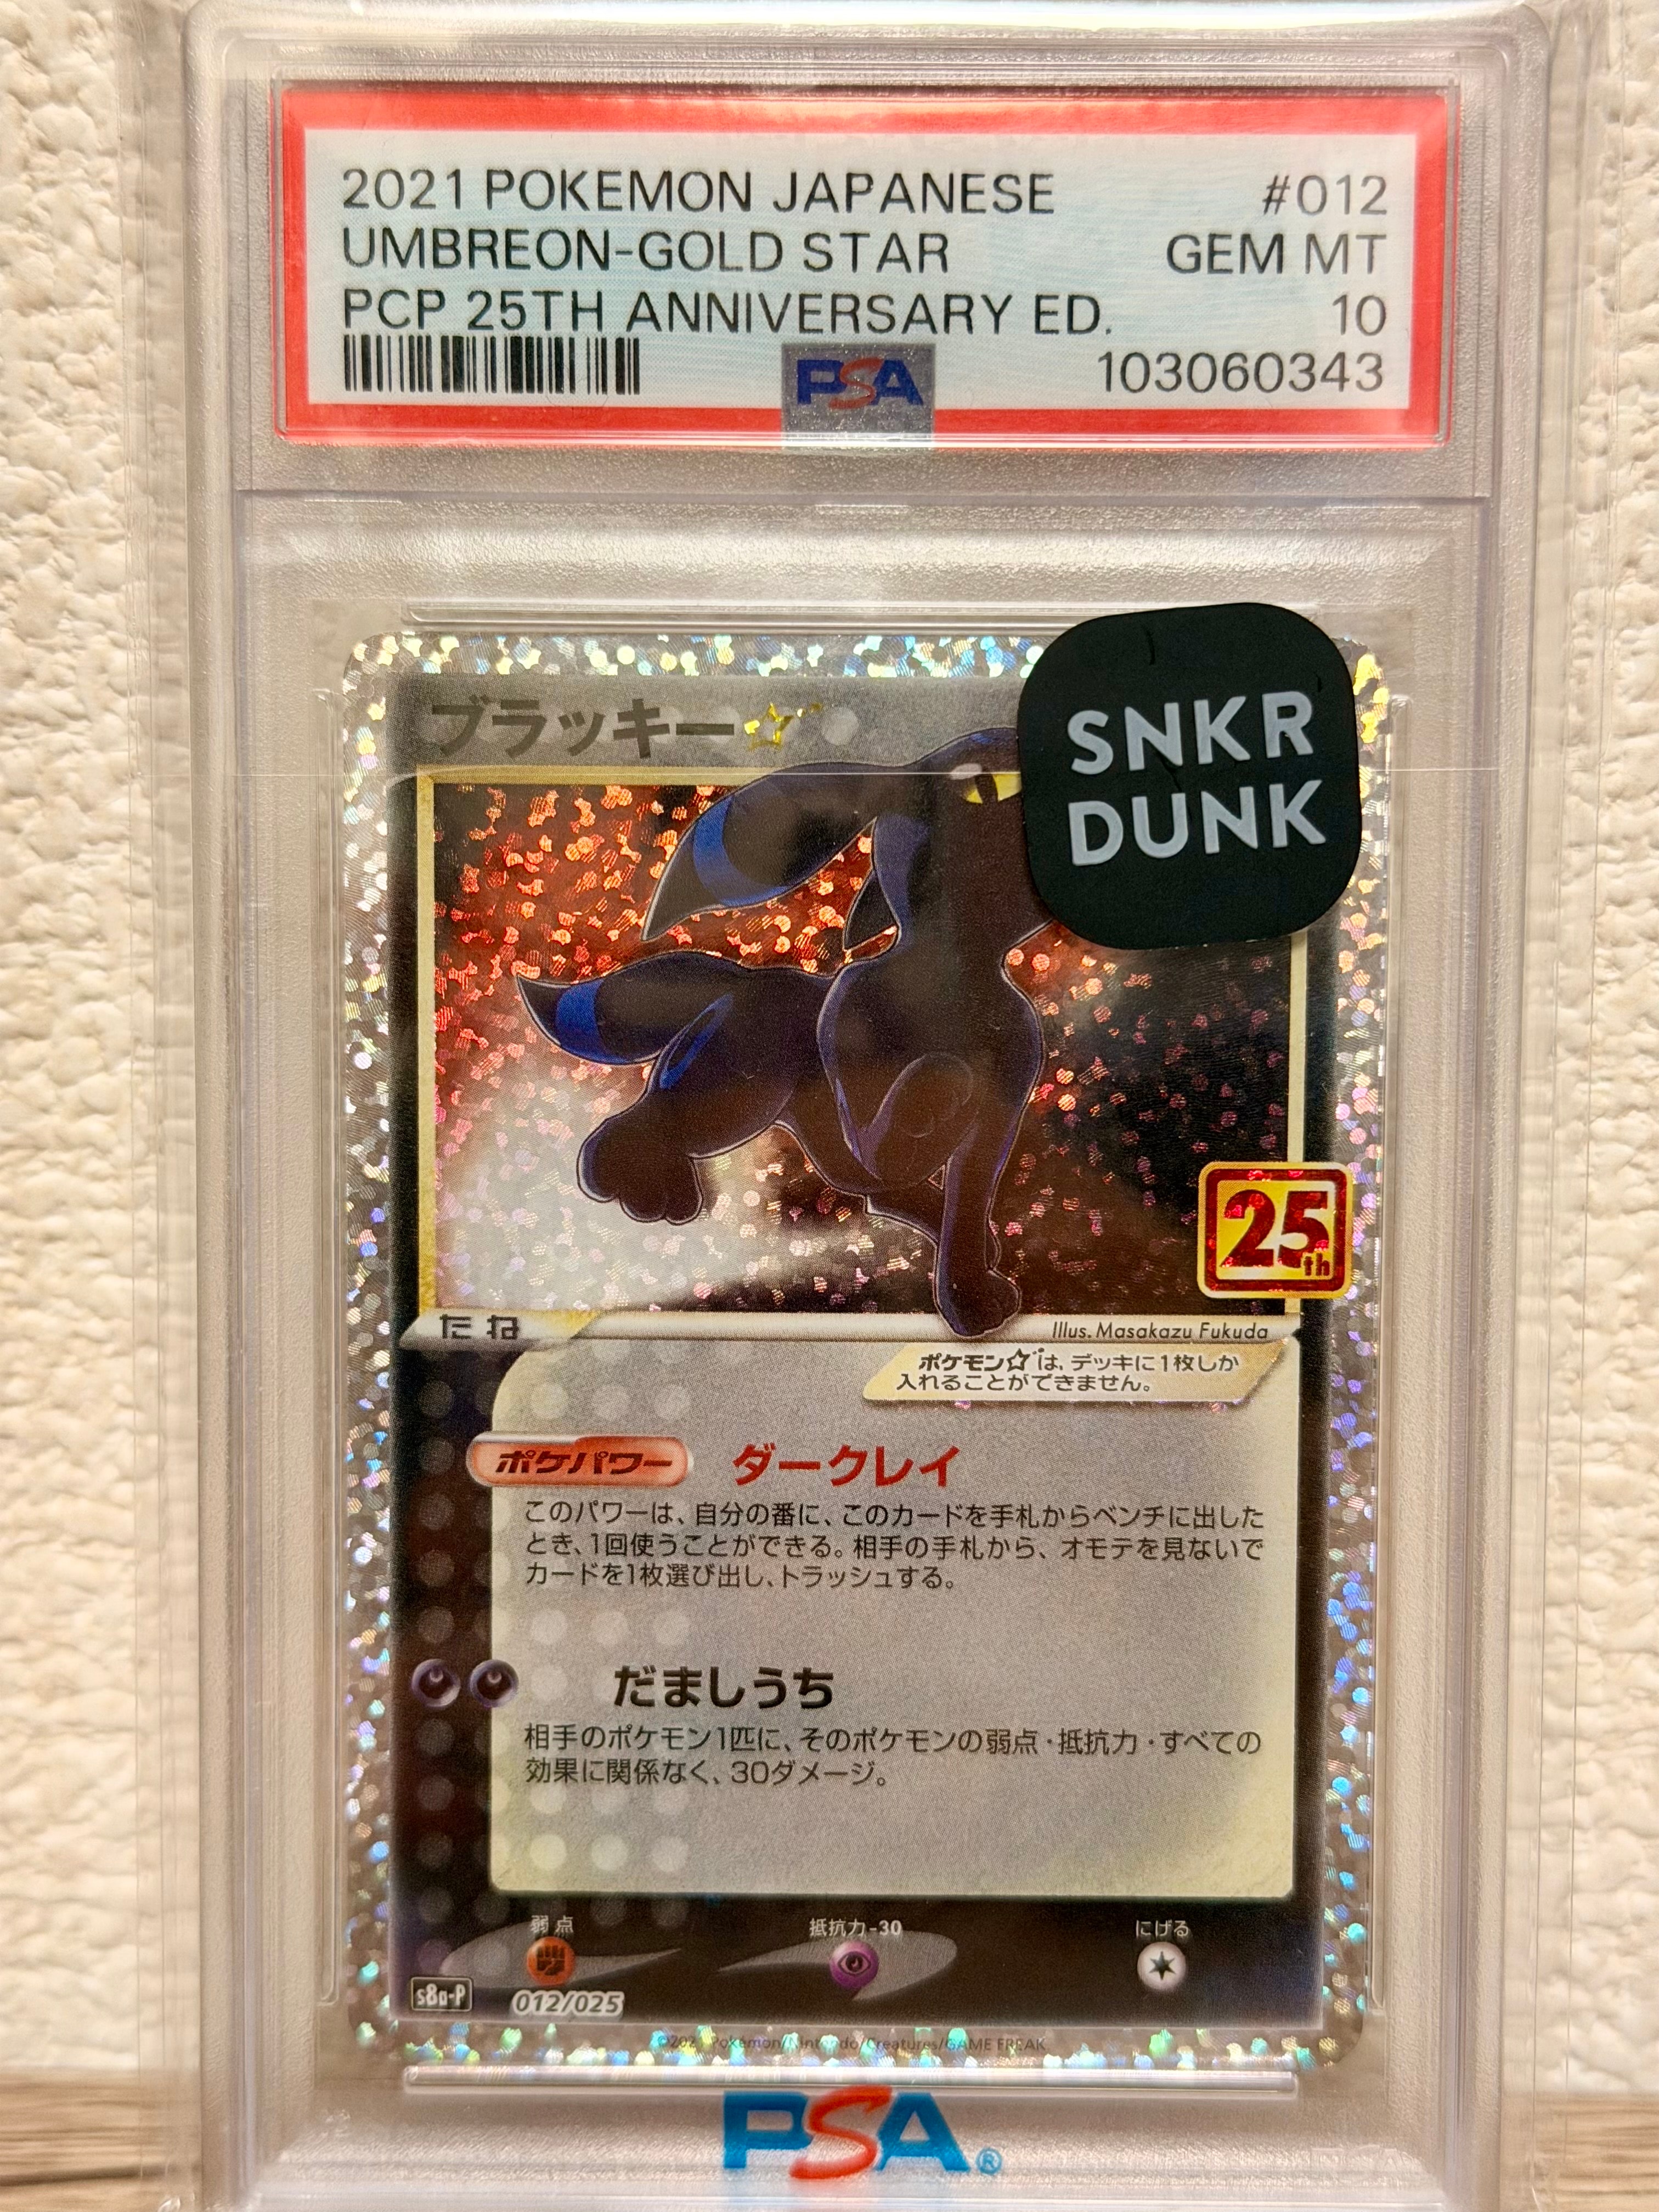 2021 POKEMON JAPANESE #012
UMBREON-GOLD STAR GEM MT
PCP 25TH ANNIVERSARY ED. 10
PSA 103060343
ブラッキー☆
SNKR
DUNK
25th
たね
Illus. Masakazu Fukuda
ポケモン☆は、デッキに1枚しか
入れることができません。
ポケパワー ダークレイ
このパワーは、自分の番に、このカードを手札からベンチに出した
とき、1回使うことができる。相手の手札から、オモテを見ないで
カードを1枚選び出し、トラッシュする。
だましうち
相手のポケモン1匹に、そのポケモンの弱点・抵抗力・すべての
効果に関係なく、30ダメージ。
弱点 抵抗力-30 にげる
s8a-P 012/025
Pokémon/Nintendo/Creatures/GAME FREAK
PSA®